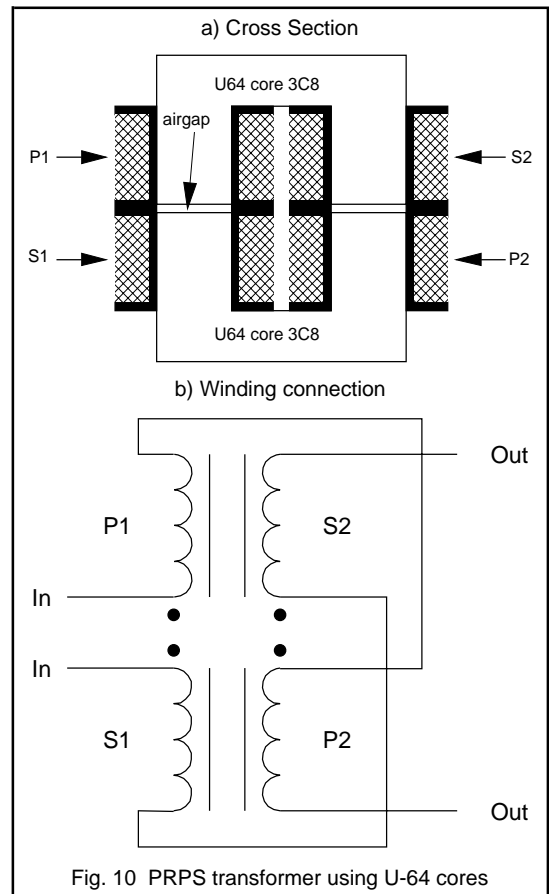 a) Cross Section
U64 core 3C8
airgap
P1
S2
S1
P2
U64 core 3C8
b) Winding connection
Out
P1
S2
In
In
S1
P2
Out
Fig. 10 PRPS transformer using U-64 cores